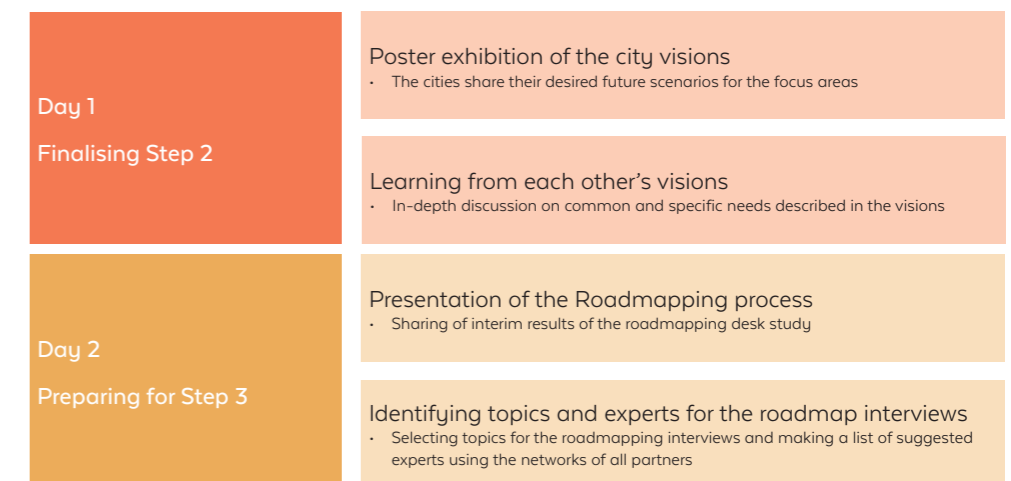 Day 1
Finalising Step 2
Poster exhibition of the city visions
• The cities share their desired future scenarios for the focus areas
Learning from each other's visions
• In-depth discussion on common and specific needs described in the visions
Day 2
Preparing for Step 3
Presentation of the Roadmapping process
• Sharing of interim results of the roadmapping desk study
Identifying topics and experts for the roadmap interviews
• Selecting topics for the roadmapping interviews and making a list of suggested
experts using the networks of all partners